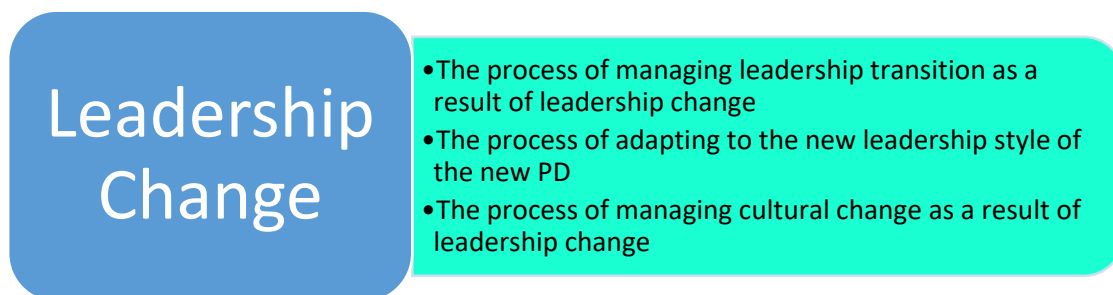 Leadership
Change
•The process of managing leadership transition as a
result of leadership change
•The process of adapting to the new leadership style of
the new PD
•The process of managing cultural change as a result of
leadership change